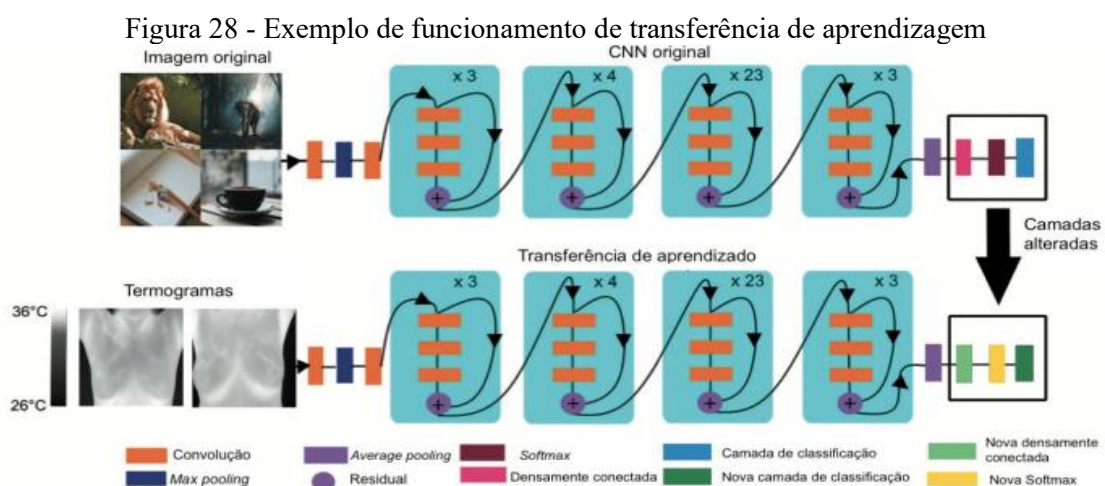 Figura 28 - Exemplo de funcionamento de transferência de aprendizagem
Imagem original
CNN original
x 3
x 4
x 23
x 3
Camadas
alteradas
Transferência de aprendizado
Termogramas
x 3
x 4
x 23
x 3
36°C
26°C
Convolução
Average pooling
Softmax
Camada de classificação
Nova densamente
conectada
Max pooling
Residual
Densamente conectada
Nova camada de classificação
Nova Softmax